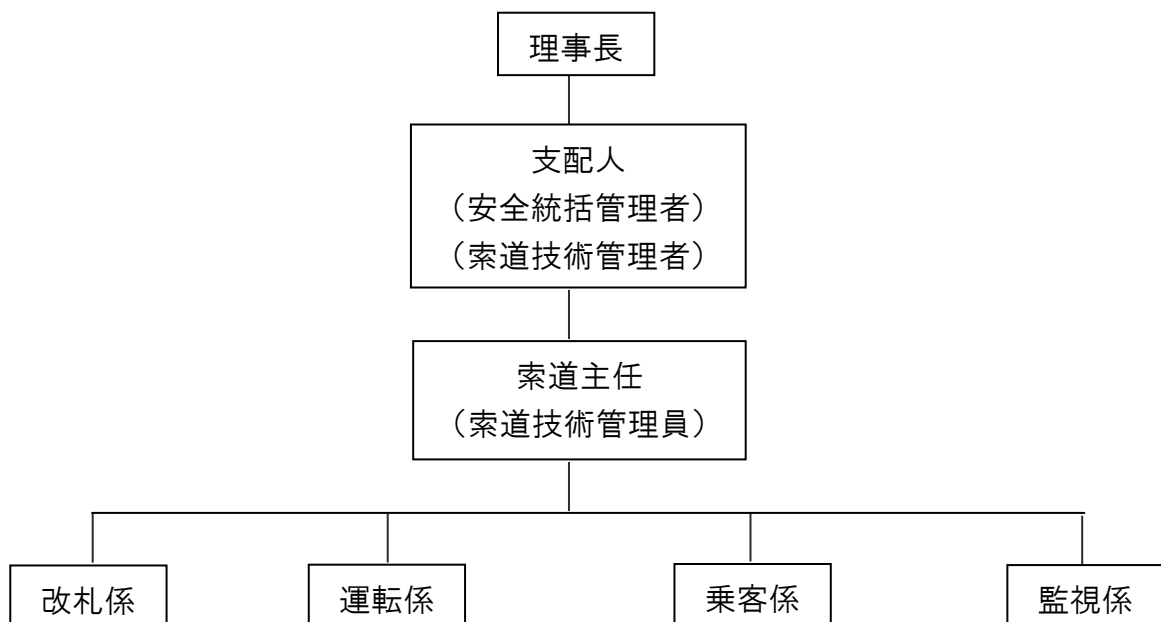 理事長
支配人
（安全統括管理者）
（索道技術管理者）
索道主任
（索道技術管理員）
改札係
運転係
乗客係
監視係